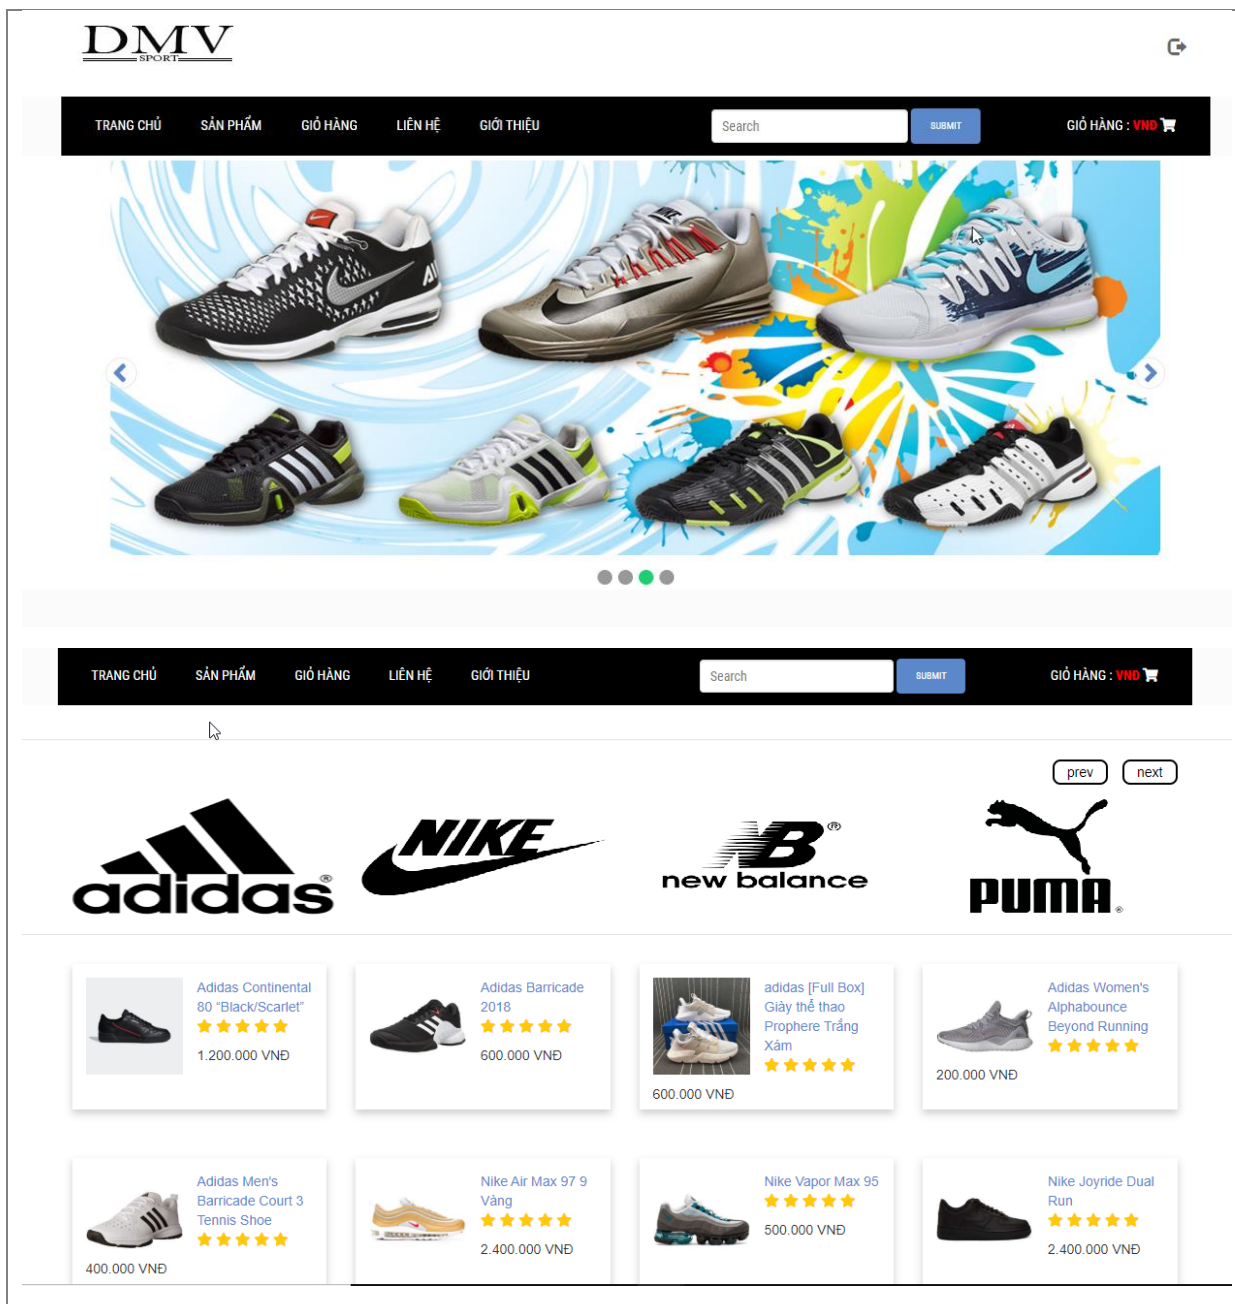 DMV
SPORT
TRANG CHỦ SẢN PHẨM GIỎ HÀNG LIÊN HỆ GIỚI THIỆU Search SUBMIT GIỎ HÀNG : VNĐ
NIKE
AIR
TRANG CHỦ SẢN PHẨM GIỎ HÀNG LIÊN HỆ GIỚI THIỆU Search SUBMIT GIỎ HÀNG : VNĐ
prev next
adidas®
NIKE
NB®
new balance
PUMA®
Adidas Continental
80 “Black/Scarlet”
1.200.000 VNĐ
Adidas Barricade
2018
600.000 VNĐ
adidas [Full Box]
Giày thể thao
Prophere Trắng
Xám
600.000 VNĐ
Adidas Women's
Alphabounce
Beyond Running
200.000 VNĐ
Adidas Men's
Barricade Court 3
Tennis Shoe
400.000 VNĐ
Nike Air Max 97 9
Vàng
2.400.000 VNĐ
Nike Vapor Max 95
500.000 VNĐ
Nike Joyride Dual
Run
2.400.000 VNĐ